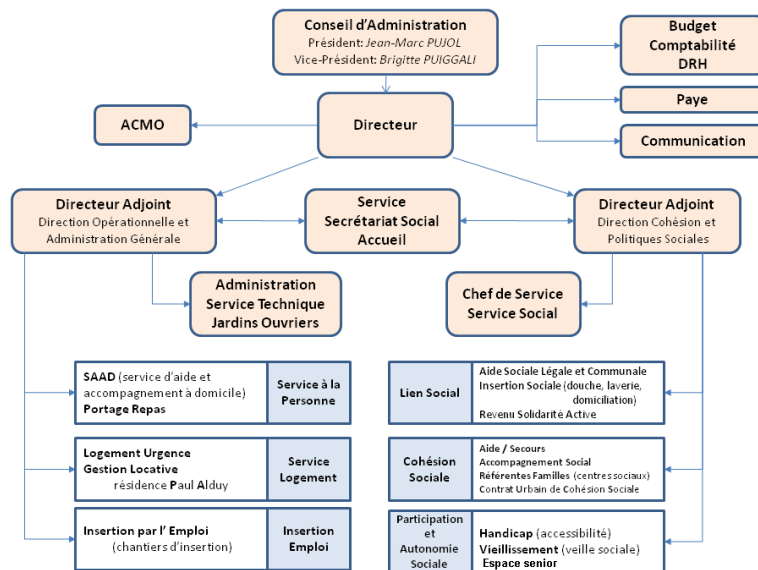 Conseil d'Administration
Président: Jean-Marc PUJOL
Vice-Président: Brigitte PUIGGALI
Budget
Comptabilité
DRH
ACMO
Directeur
Paye
Communication
Directeur Adjoint
Direction Opérationnelle et
Administration Générale
Service
Secrétariat Social
Accueil
Directeur Adjoint
Direction Cohésion et
Politiques Sociales
Administration
Service Technique
Jardins Ouvriers
Chef de Service
Service Social
SAAD (service d'aide et
accompagnement à domicile)
Portage Repas
Service à la
Personne
Lien Social
Aide Sociale Légale et Communale
Insertion Sociale (douche, laverie,
domiciliation)
Revenu Solidarité Active
Logement Urgence
Gestion Locative
résidence Paul Alduy
Service
Logement
Cohésion
Sociale
Aide / Secours
Accompagnement Social
Référentes Familles (centres sociaux)
Contrat Urbain de Cohésion Sociale
Insertion par l' Emploi
(chantiers d'insertion)
Insertion
Emploi
Participation
et
Autonomie
Sociale
Handicap (accessibilité)
Vieillissement (veille sociale)
Espace senior